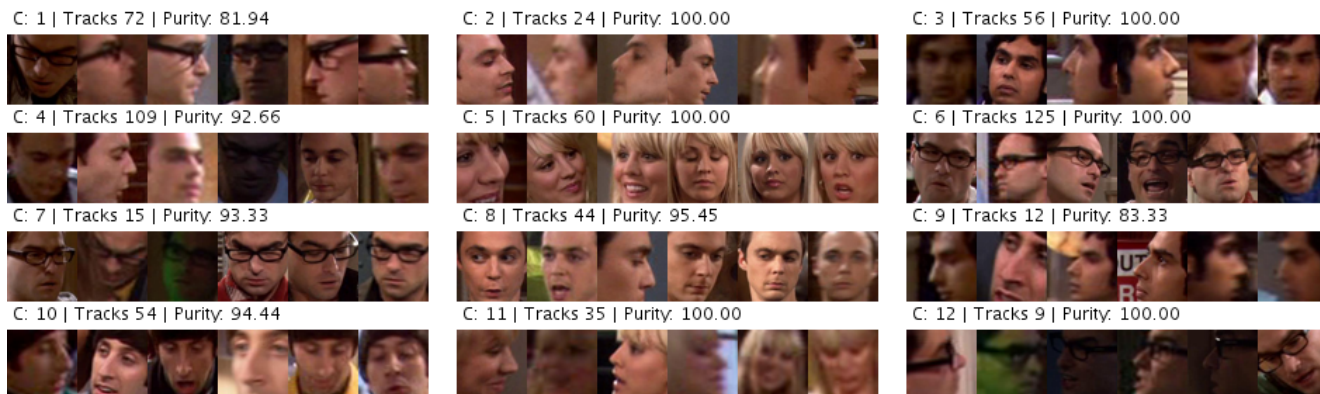 C: 1 | Tracks 72 | Purity: 81.94
C: 2 | Tracks 24 | Purity: 100.00
C: 3 | Tracks 56 | Purity: 100.00
C: 4 | Tracks 109 | Purity: 92.66
C: 5 | Tracks 60 | Purity: 100.00
C: 6 | Tracks 125 | Purity: 100.00
C: 7 | Tracks 15 | Purity: 93.33
C: 8 | Tracks 44 | Purity: 95.45
C: 9 | Tracks 12 | Purity: 83.33
UT
C: 10 | Tracks 54 | Purity: 94.44
C: 11 | Tracks 35 | Purity: 100.00
C: 12 | Tracks 9 | Purity: 100.00